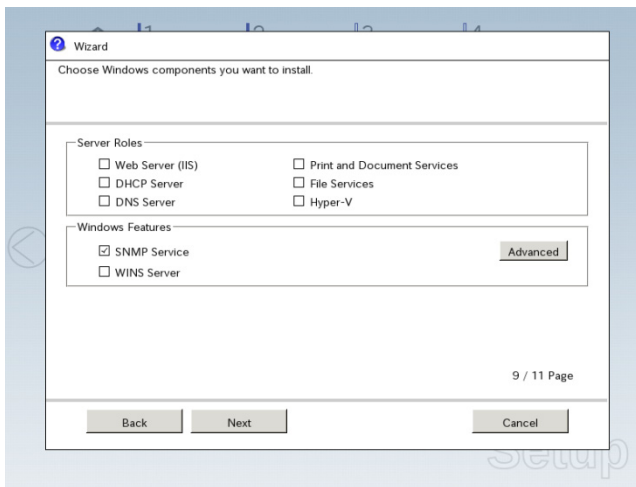 Wizard
Choose Windows components you want to install.
Server Roles
Web Server (IIS)
Print and Document Services
DHCP Server
File Services
DNS Server
Hyper-V
Windows Features
SNMP Service
Advanced
WINS Server
9 / 11 Page
Back
Next
Cancel
Setup